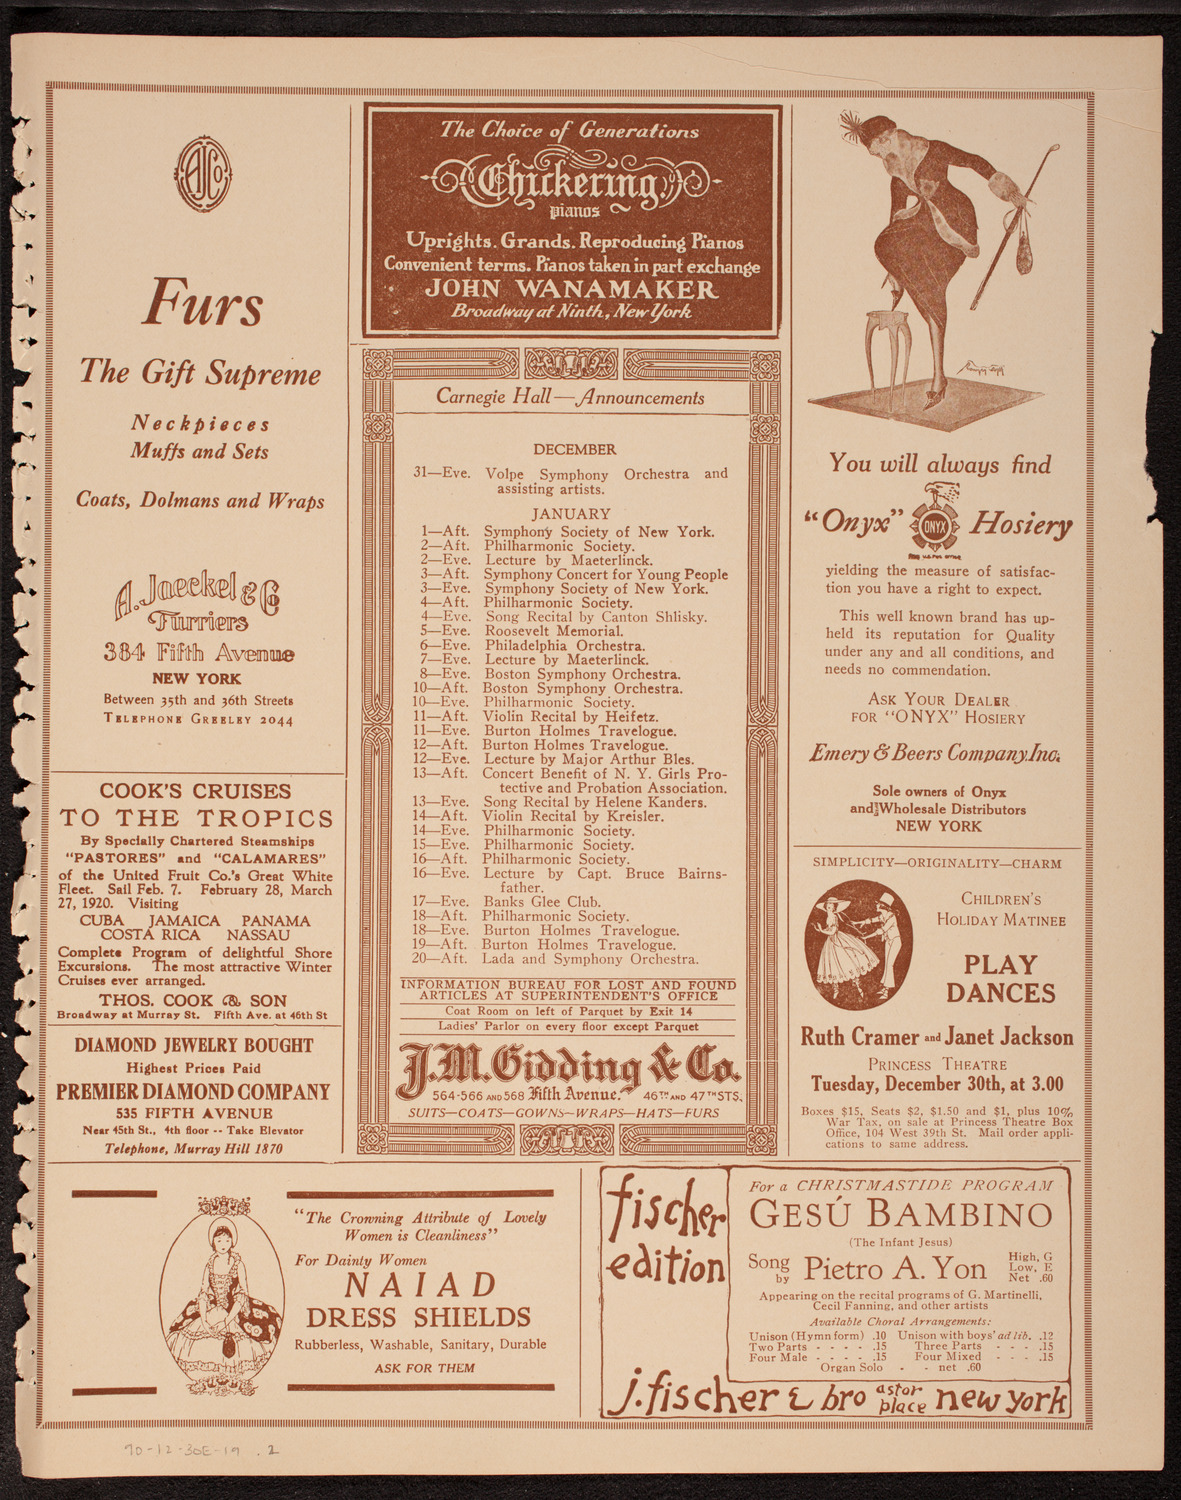 AJCo
Furs
The Gift Supreme
Neckpieces
Muffs and Sets
Coats, Dolmans and Wraps
A. Jaeckel & Co
Furriers
384 Fifth Avenue
NEW YORK
Between 35th and 36th Streets
TELEPHONE GREELEY 2044
COOK'S CRUISES
TO THE TROPICS
By Specially Chartered Steamships
"PASTORES" and "CALAMARES"
of the United Fruit Co.'s Great White
Fleet. Sail Feb. 7. February 28, March
27, 1920. Visiting
CUBA JAMAICA PANAMA
COSTA RICA NASSAU
Complete Program of delightful Shore
Excursions. The most attractive Winter
Cruises ever arranged.
THOS. COOK & SON
Broadway at Murray St. Fifth Ave. at 46th St
DIAMOND JEWELRY BOUGHT
Highest Prices Paid
PREMIER DIAMOND COMPANY
535 FIFTH AVENUE
Near 45th St., 4th floor -- Take Elevator
Telephone, Murray Hill 1870
The Choice of Generations
Chickering
pianos
Uprights. Grands. Reproducing Pianos
Convenient terms. Pianos taken in part exchange
JOHN WANAMAKER
Broadway at Ninth, New York
Carnegie Hall—Announcements
DECEMBER
31—Eve. Volpe Symphony Orchestra and
assisting artists.
JANUARY
1—Aft. Symphony Society of New York.
2—Aft. Philharmonic Society.
2—Eve. Lecture by Maeterlinck.
3—Aft. Symphony Concert for Young People
3—Eve. Symphony Society of New York.
4—Aft. Philharmonic Society.
4—Eve. Song Recital by Canton Shlisky.
5—Eve. Roosevelt Memorial.
6—Eve. Philadelphia Orchestra.
7—Eve. Lecture by Maeterlinck.
8—Eve. Boston Symphony Orchestra.
10—Aft. Boston Symphony Orchestra.
10—Eve. Philharmonic Society.
11—Aft. Violin Recital by Heifetz.
11—Eve. Burton Holmes Travelogue.
12—Aft. Burton Holmes Travelogue.
12—Eve. Lecture by Major Arthur Bles.
13—Aft. Concert Benefit of N. Y. Girls Pro-
tective and Probation Association.
13—Eve. Song Recital by Helene Kanders.
14—Aft. Violin Recital by Kreisler.
14—Eve. Philharmonic Society.
15—Eve. Philharmonic Society.
16—Aft. Philharmonic Society.
16—Eve. Lecture by Capt. Bruce Bairns-
father.
17—Eve. Banks Glee Club.
18—Aft. Philharmonic Society.
18—Eve. Burton Holmes Travelogue.
19—Aft. Burton Holmes Travelogue.
20—Aft. Lada and Symphony Orchestra.
INFORMATION BUREAU FOR LOST AND FOUND
ARTICLES AT SUPERINTENDENT'S OFFICE
Coat Room on left of Parquet by Exit 14
Ladies' Parlor on every floor except Parquet
J.M. Gidding & Co.
564-566 AND 568 Fifth Avenue. 46TH AND 47TH STS.
SUITS—COATS—GOWNS—WRAPS—HATS—FURS
You will always find
"Onyx" ONYX Hosiery
yielding the measure of satisfac-
tion you have a right to expect.
This well known brand has up-
held its reputation for Quality
under any and all conditions, and
needs no commendation.
ASK YOUR DEALER
FOR "ONYX" HOSIERY
Emery & Beers Company, Inc.
Sole owners of Onyx
and Wholesale Distributors
NEW YORK
SIMPLICITY—ORIGINALITY—CHARM
CHILDREN'S
HOLIDAY MATINEE
PLAY
DANCES
Ruth Cramer and Janet Jackson
PRINCESS THEATRE
Tuesday, December 30th, at 3.00
Boxes $15, Seats $2, $1.50 and $1, plus 10%
War Tax, on sale at Princess Theatre Box
Office, 104 West 39th St. Mail order appli-
cations to same address.
"The Crowning Attribute of Lovely
Women is Cleanliness"
For Dainty Women
NAIAD
DRESS SHIELDS
Rubberless, Washable, Sanitary, Durable
ASK FOR THEM
fischer
edition
For a CHRISTMASTIDE PROGRAM
GESÚ BAMBINO
(The Infant Jesus)
Song by Pietro A. Yon
High, G
Low, E
Net .60
Appearing on the recital programs of G. Martinelli,
Cecil Fanning, and other artists
Available Choral Arrangements:
Unison (Hymn form) .10 Unison with boys' ad lib. .12
Two Parts - - - - .15 Three Parts - - - .15
Four Male - - - - .15 Four Mixed - - - .15
Organ Solo - - net .60
j. fischer & bro astor place new york
90-12-30E-19 .2